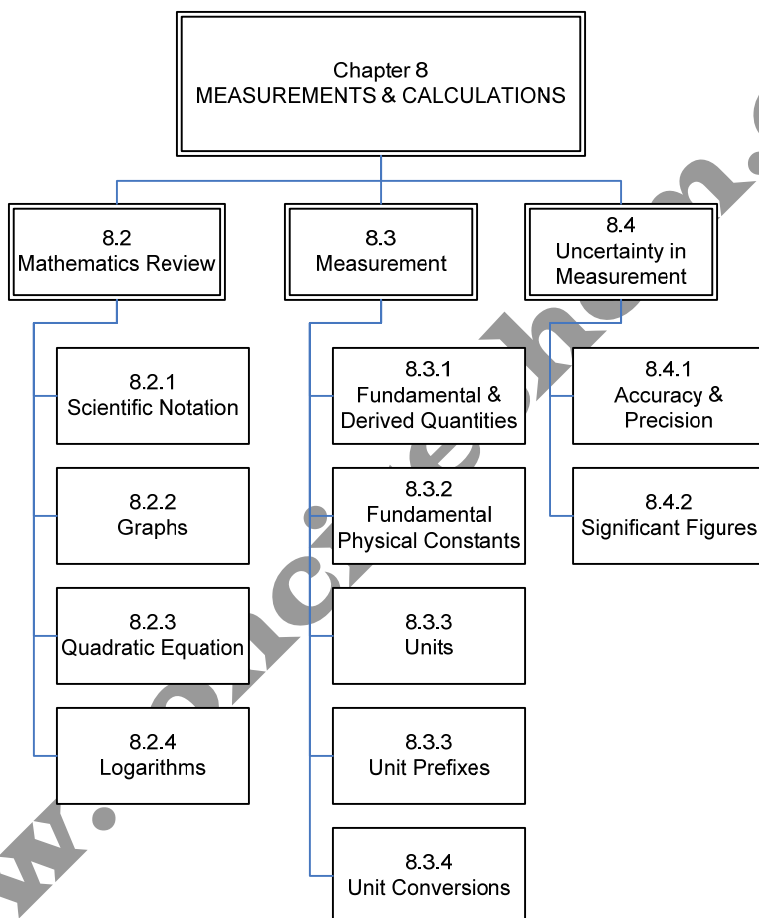 Chapter 8
MEASUREMENTS & CALCULATIONS
8.2
Mathematics Review
8.2.1
Scientific Notation
8.2.2
Graphs
8.2.3
Quadratic Equation
8.2.4
Logarithms
8.3
Measurement
8.3.1
Fundamental &
Derived Quantities
8.3.2
Fundamental
Physical Constants
8.3.3
Units
8.3.3
Unit Prefixes
8.3.4
Unit Conversions
8.4
Uncertainty in
Measurement
8.4.1
Accuracy &
Precision
8.4.2
Significant Figures